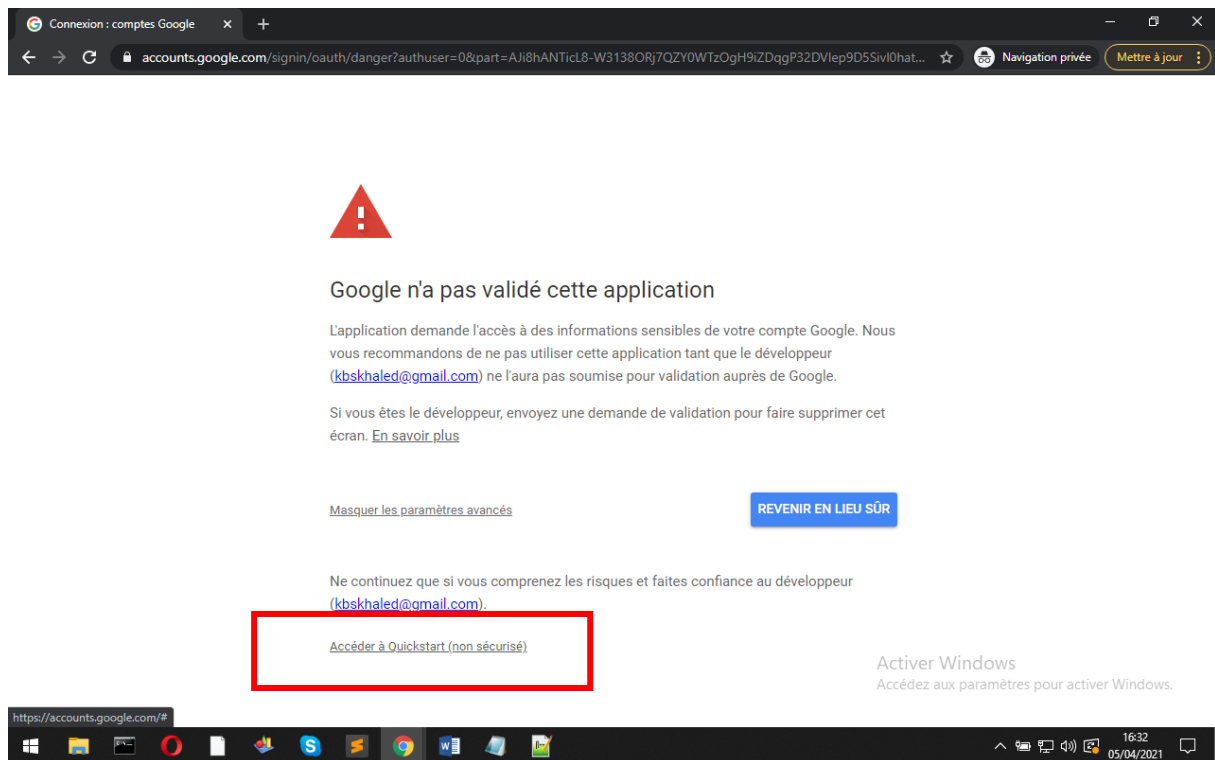 Connexion : comptes Google
accounts.google.com/signin/oauth/danger?authuser=0&part=AJi8hANTicL8-W3138ORj7QZY0WTzOgH9iZDqgP32DVIep9D5SivI0hat...
Navigation privée
Mettre à jour
Google n'a pas validé cette application
L'application demande l'accès à des informations sensibles de votre compte Google. Nous
vous recommandons de ne pas utiliser cette application tant que le développeur
(kbskhaled@gmail.com) ne l'aura pas soumise pour validation auprès de Google.
Si vous êtes le développeur, envoyez une demande de validation pour faire supprimer cet
écran. En savoir plus
Masquer les paramètres avancés
REVENIR EN LIEU SÛR
Ne continuez que si vous comprenez les risques et faites confiance au développeur
(kbskhaled@gmail.com).
Accéder à Quickstart (non sécurisé)
Activer Windows
Accédez aux paramètres pour activer Windows.
https://accounts.google.com/#
16:32
05/04/2021